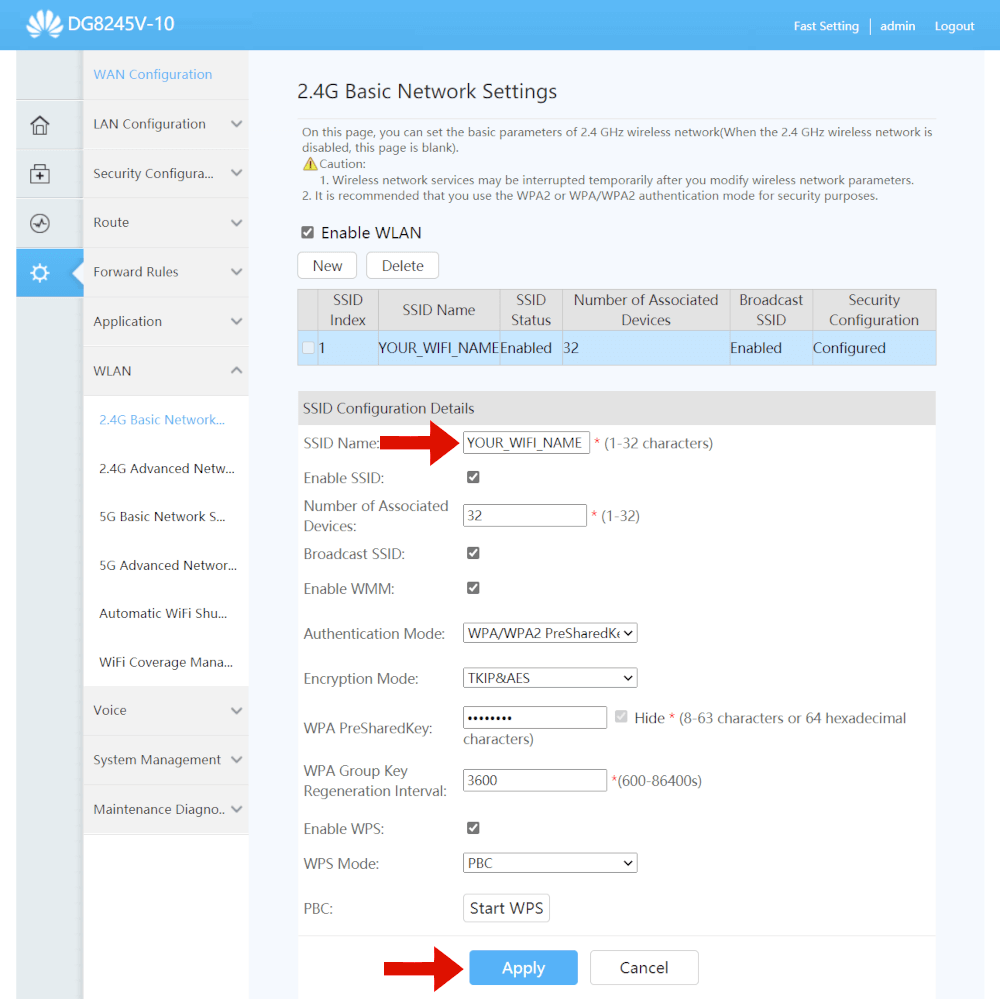 DG8245V-10
Fast Setting | admin Logout
WAN Configuration
LAN Configuration
Security Configura...
Route
Forward Rules
Application
WLAN
2.4G Basic Network...
2.4G Advanced Netw...
5G Basic Network S...
5G Advanced Networ...
Automatic WiFi Shu...
WiFi Coverage Mana...
Voice
System Management
Maintenance Diagno..
2.4G Basic Network Settings
On this page, you can set the basic parameters of 2.4 GHz wireless network(When the 2.4 GHz wireless network is
disabled, this page is blank).
Caution:
1. Wireless network services may be interrupted temporarily after you modify wireless network parameters.
2. It is recommended that you use the WPA2 or WPA/WPA2 authentication mode for security purposes.
Enable WLAN
New Delete
SSID Index SSID Name SSID Status Number of Associated Devices Broadcast SSID Security Configuration
1 YOUR_WIFI_NAME Enabled 32 Enabled Configured
SSID Configuration Details
SSID Name: YOUR_WIFI_NAME * (1-32 characters)
Enable SSID:
Number of Associated
Devices: 32 * (1-32)
Broadcast SSID:
Enable WMM:
Authentication Mode: WPA/WPA2 PreSharedKe
Encryption Mode: TKIP&AES
WPA PreSharedKey: •••••••• Hide * (8-63 characters or 64 hexadecimal
characters)
WPA Group Key
Regeneration Interval: 3600 *(600-86400s)
Enable WPS:
WPS Mode: PBC
PBC: Start WPS
Apply Cancel